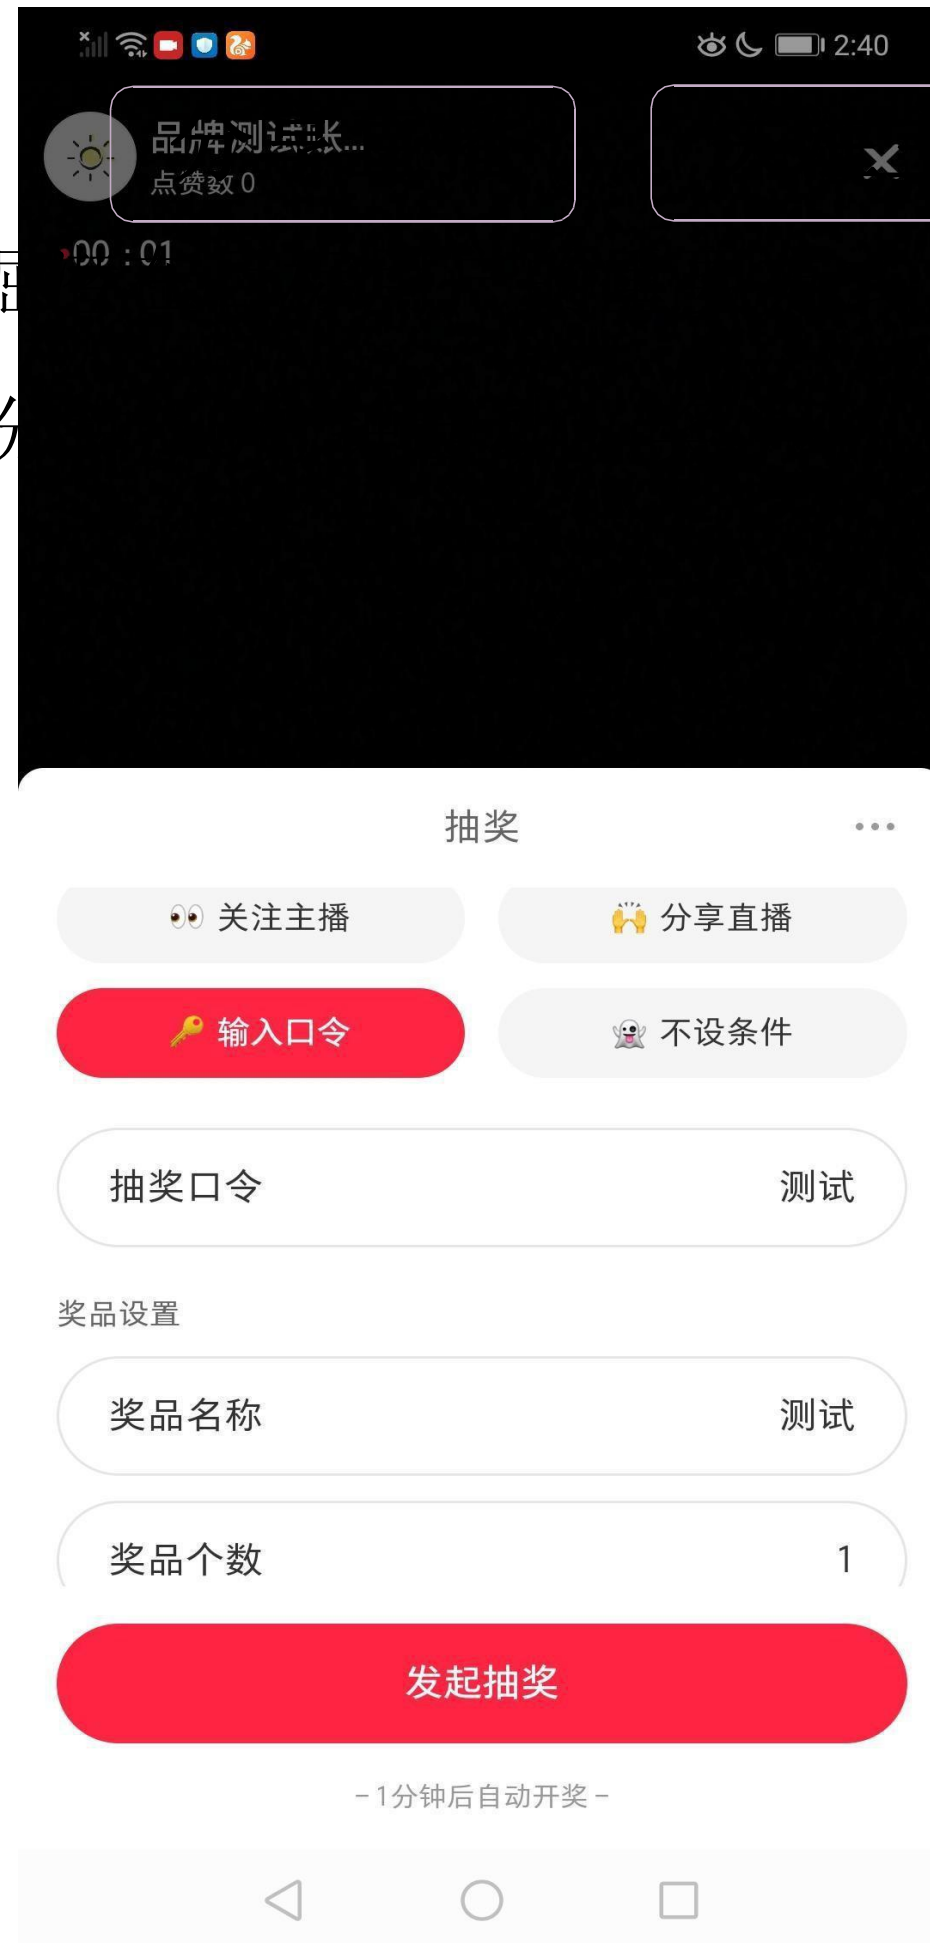 2:40
品牌测试账...
点赞数 0
00 : 01
抽奖
关注主播
分享直播
输入口令
不设条件
抽奖口令 测试
奖品设置
奖品名称 测试
奖品个数 1
发起抽奖
– 1分钟后自动开奖 –